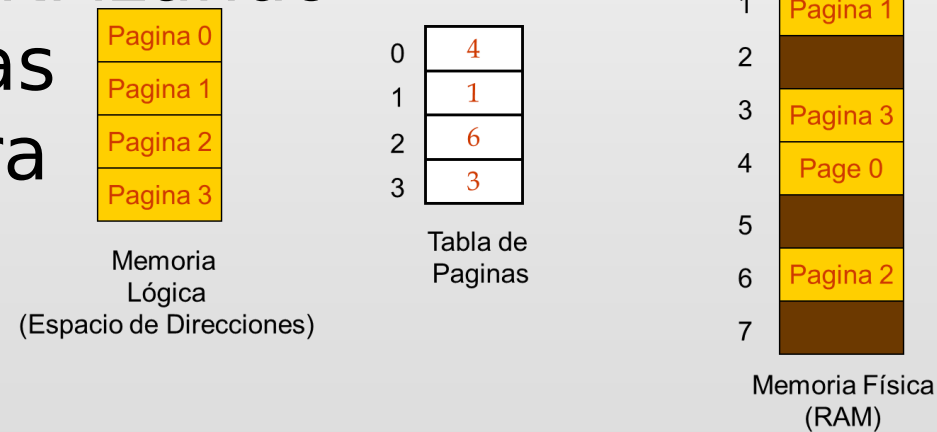 as
ra
Pagina 0
Pagina 1
Pagina 2
Pagina 3
Memoria
Lógica
(Espacio de Direcciones)
0 4
1 1
2 6
3 3
Tabla de
Paginas
1 Pagina 1
2
3 Pagina 3
4 Page 0
5
6 Pagina 2
7
Memoria Física
(RAM)